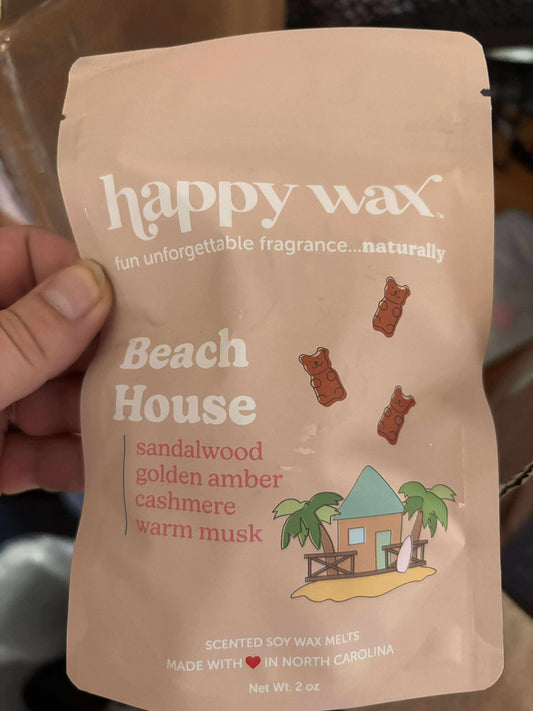 happy wax™
fun unforgettable fragrance...naturally
Beach
House
sandalwood
golden amber
cashmere
warm musk
SCENTED SOY WAX MELTS
MADE WITH ❤ IN NORTH CAROLINA
Net Wt. 2 oz